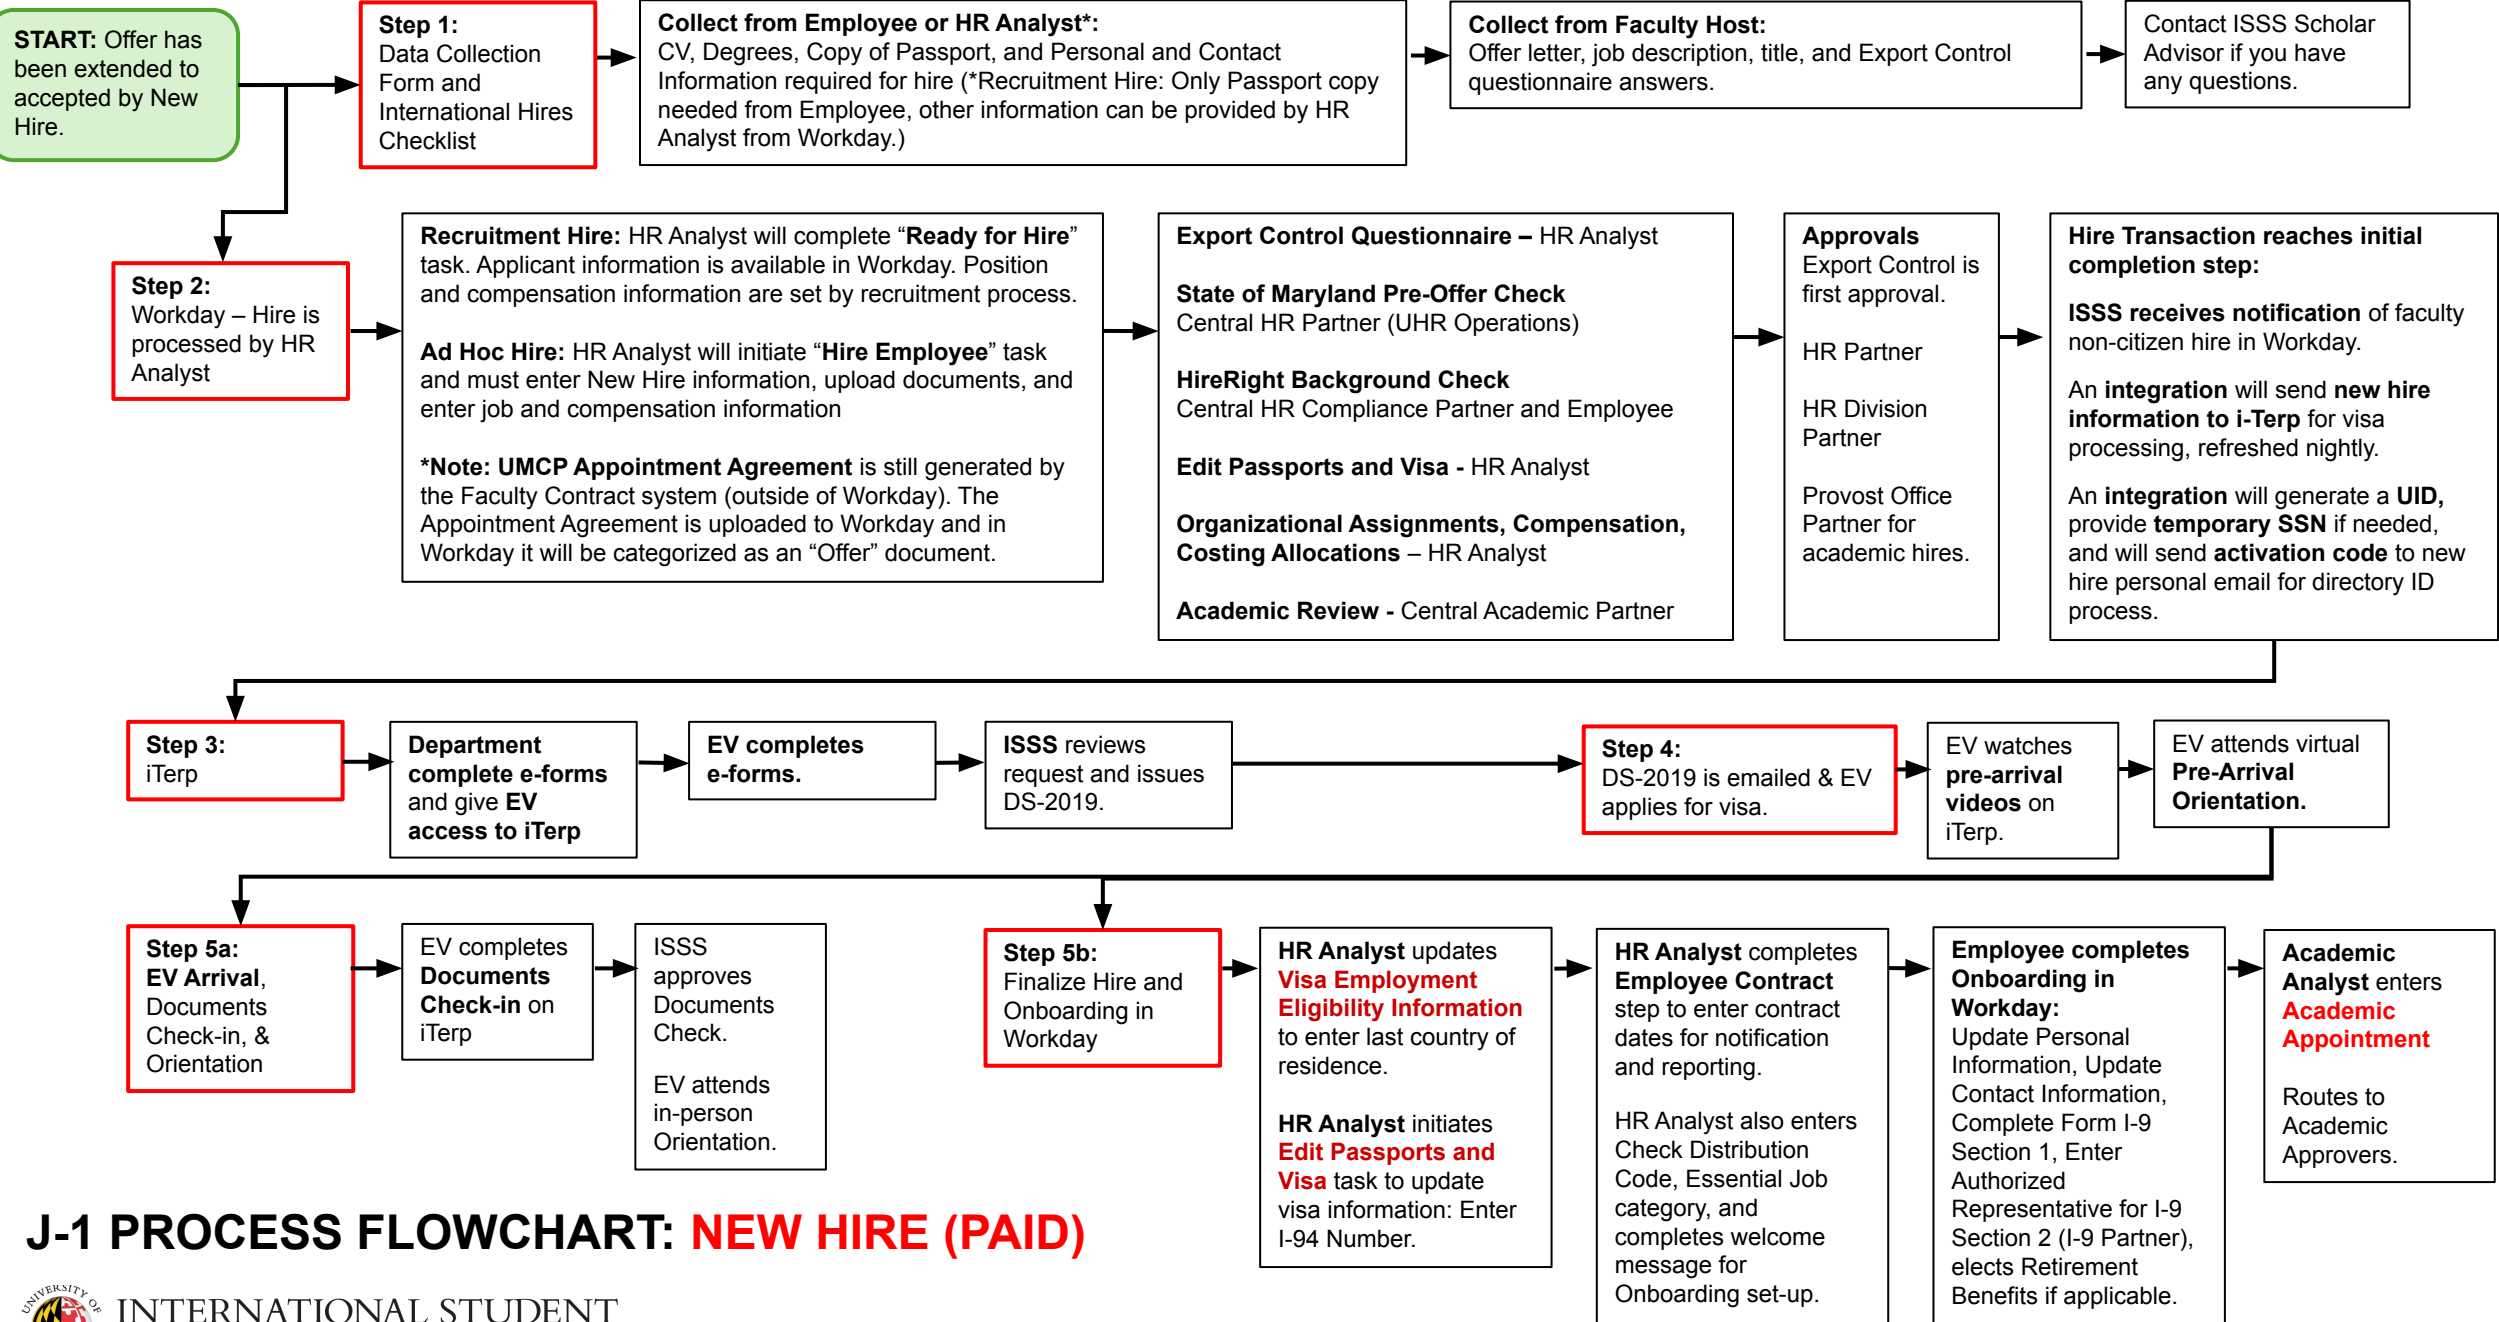 START: Offer has
been extended to
accepted by New
Hire.
Step 1:
Data Collection
Form and
International Hires
Checklist
Collect from Employee or HR Analyst*:
CV, Degrees, Copy of Passport, and Personal and Contact
Information required for hire (*Recruitment Hire: Only Passport copy
needed from Employee, other information can be provided by HR
Analyst from Workday.)
Collect from Faculty Host:
Offer letter, job description, title, and Export Control
questionnaire answers.
Contact ISSS Scholar
Advisor if you have
any questions.
Step 2:
Workday – Hire is
processed by HR
Analyst
Recruitment Hire: HR Analyst will complete “Ready for Hire”
task. Applicant information is available in Workday. Position
and compensation information are set by recruitment process.
Ad Hoc Hire: HR Analyst will initiate “Hire Employee” task
and must enter New Hire information, upload documents, and
enter job and compensation information
*Note: UMCP Appointment Agreement is still generated by
the Faculty Contract system (outside of Workday). The
Appointment Agreement is uploaded to Workday and in
Workday it will be categorized as an “Offer” document.
Export Control Questionnaire – HR Analyst
State of Maryland Pre-Offer Check
Central HR Partner (UHR Operations)
HireRight Background Check
Central HR Compliance Partner and Employee
Edit Passports and Visa - HR Analyst
Organizational Assignments, Compensation,
Costing Allocations – HR Analyst
Academic Review - Central Academic Partner
Approvals
Export Control is
first approval.
HR Partner
HR Division
Partner
Provost Office
Partner for
academic hires.
Hire Transaction reaches initial
completion step:
ISSS receives notification of faculty
non-citizen hire in Workday.
An integration will send new hire
information to i-Terp for visa
processing, refreshed nightly.
An integration will generate a UID,
provide temporary SSN if needed,
and will send activation code to new
hire personal email for directory ID
process.
Step 3:
iTerp
Department
complete e-forms
and give EV
access to iTerp
EV completes
e-forms.
ISSS reviews
request and issues
DS-2019.
Step 4:
DS-2019 is emailed & EV
applies for visa.
EV watches
pre-arrival
videos on
iTerp.
EV attends virtual
Pre-Arrival
Orientation.
Step 5a:
EV Arrival,
Documents
Check-in, &
Orientation
EV completes
Documents
Check-in on
iTerp
ISSS
approves
Documents
Check.
EV attends
in-person
Orientation.
Step 5b:
Finalize Hire and
Onboarding in
Workday
HR Analyst updates
Visa Employment
Eligibility Information
to enter last country of
residence.
HR Analyst initiates
Edit Passports and
Visa task to update
visa information: Enter
I-94 Number.
HR Analyst completes
Employee Contract
step to enter contract
dates for notification
and reporting.
HR Analyst also enters
Check Distribution
Code, Essential Job
category, and
completes welcome
message for
Onboarding set-up.
Employee completes
Onboarding in
Workday:
Update Personal
Information, Update
Contact Information,
Complete Form I-9
Section 1, Enter
Authorized
Representative for I-9
Section 2 (I-9 Partner),
elects Retirement
Benefits if applicable.
Academic
Analyst enters
Academic
Appointment
Routes to
Academic
Approvers.
J-1 PROCESS FLOWCHART: NEW HIRE (PAID)
UNIVERSITY OF
INTERNATIONAL STUDENT